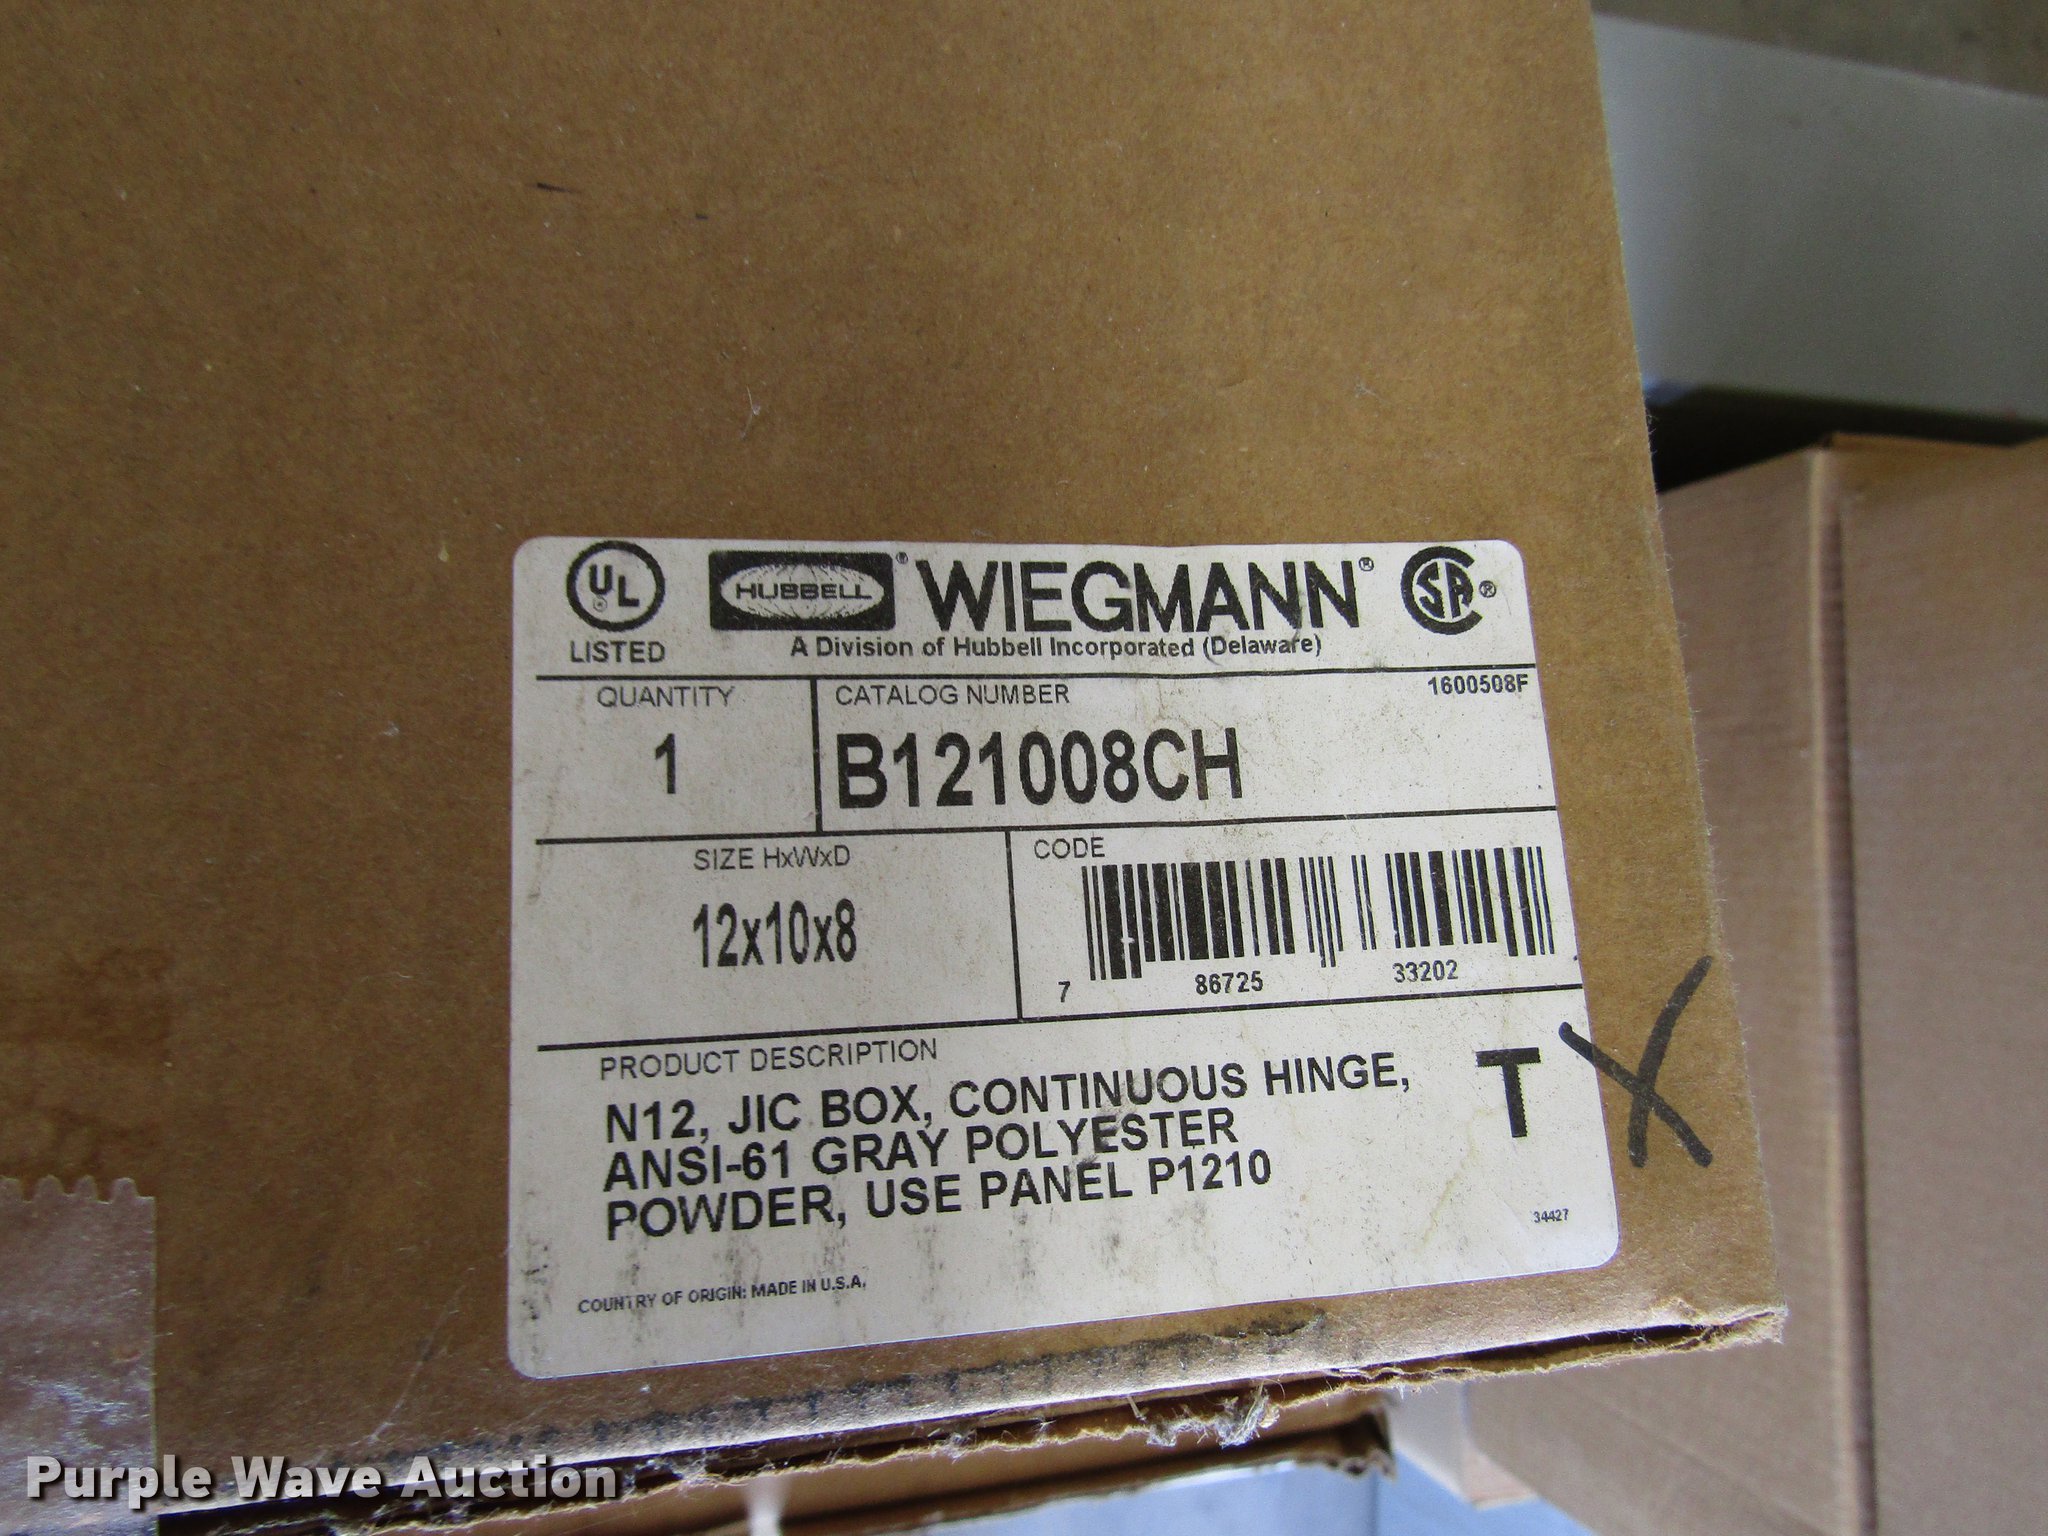 UL
LISTED
HUBBELL® WIEGMANN®
SA®
A Division of Hubbell Incorporated (Delaware)
QUANTITY
1
CATALOG NUMBER
1600508F
B121008CH
SIZE HxWxD
12x10x8
CODE
7 86725 33202
PRODUCT DESCRIPTION
N12, JIC BOX, CONTINUOUS HINGE,
ANSI-61 GRAY POLYESTER
POWDER, USE PANEL P1210
T
X
34427
COUNTRY OF ORIGIN: MADE IN U.S.A.
Purple Wave Auction